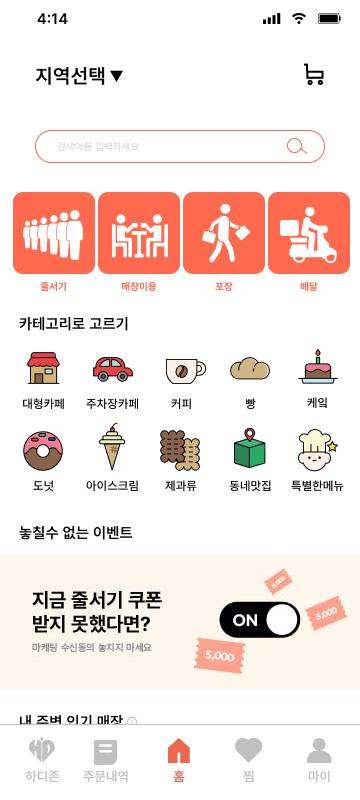 4:14
지역선택 ▼
검색어를 입력하세요
줄서기 매장이용 포장 배달
카테고리로 고르기
대형카페 주차장카페 커피 빵 케잌
도넛 아이스크림 제과류 동네맛집 특별한메뉴
놓칠수 없는 이벤트
지금 줄서기 쿠폰
받지 못했다면?
마케팅 수신동의 놓치지 마세요
ON
5,000
5,000
5,000
내 주변 인기 매장
하디존 주문내역 홈 찜 마이